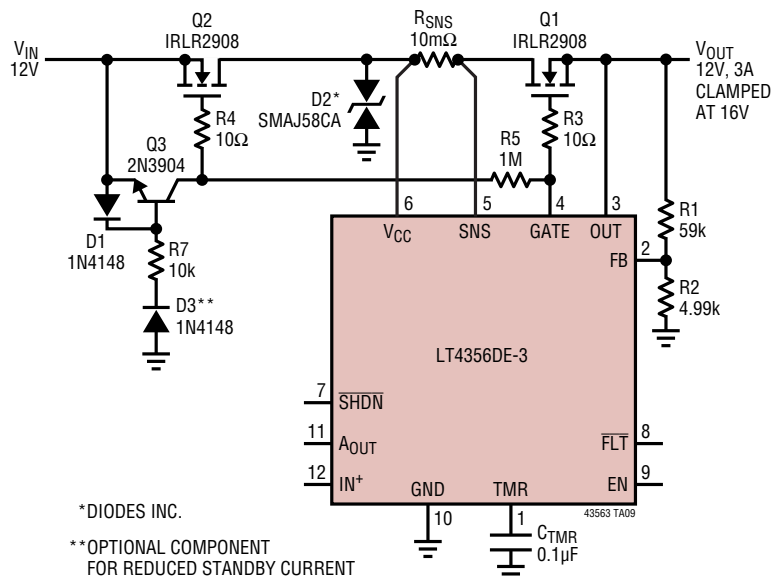 Q2
IRLR2908
RSNS
10mΩ
Q1
IRLR2908
VIN
12V
VOUT
12V, 3A
CLAMPED
AT 16V
D2*
SMAJ58CA
R4
10Ω
R3
10Ω
Q3
2N3904
R5
1M
D1
1N4148
R7
10k
D3**
1N4148
6
5
4
3
VCC
SNS
GATE
OUT
R1
59k
FB
2
R2
4.99k
LT4356DE-3
7
SHDN
11
AOUT
12
IN+
FLT
8
EN
9
GND
TMR
10
1
43563 TA09
CTMR
0.1µF
*DIODES INC.
**OPTIONAL COMPONENT
FOR REDUCED STANDBY CURRENT